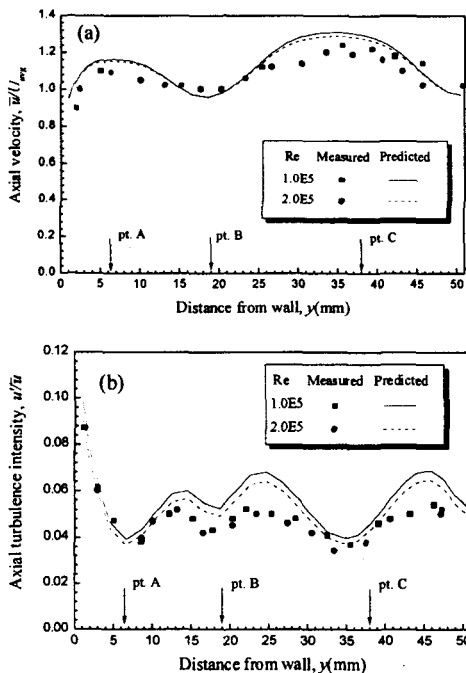 (a)
Axial velocity, ū/U_avg
1.4
1.2
1.0
0.8
0.6
0.4
0.2
0.0
Re Measured Predicted
1.0E5
2.0E5
pt. A
pt. B
pt. C
0 5 10 15 20 25 30 35 40 45 50
Distance from wall, y(mm)
(b)
Axial turbulence intensity, u'/ū
0.12
0.10
0.08
0.06
0.04
0.02
0.00
Re Measured Predicted
1.0E5
2.0E5
pt. A
pt. B
pt. C
0 5 10 15 20 25 30 35 40 45 50
Distance from wall, y(mm)